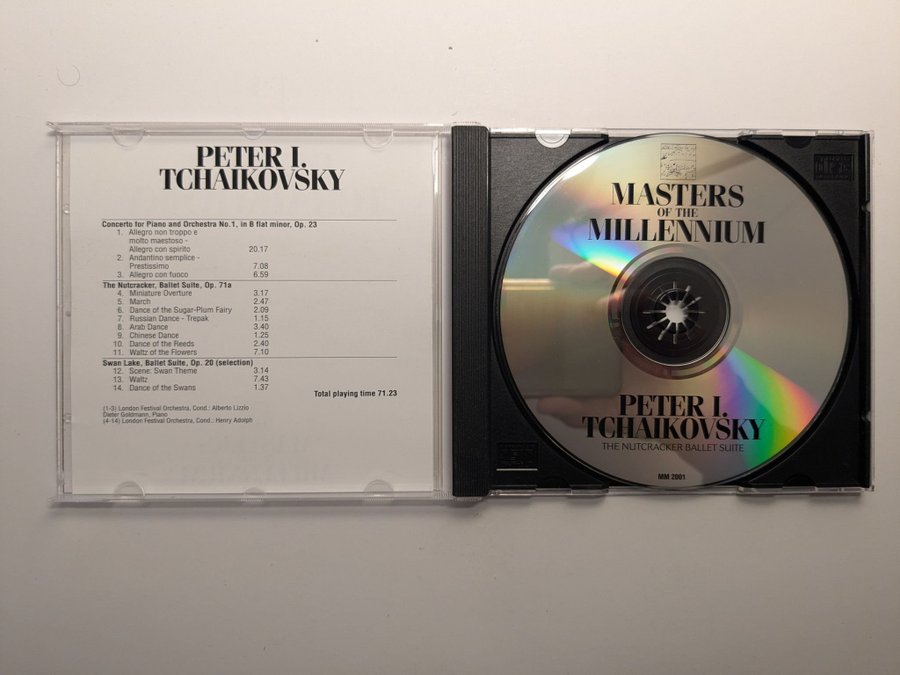 PETER I.
TCHAIKOVSKY
Concerto for Piano and Orchestra No.1, in B flat minor, Op. 23
1. Allegro non troppo e
molto maestoso -
Allegro con spirito 20.17
2. Andantino semplice -
Prestissimo 7.08
3. Allegro con fuoco 6.59
The Nutcracker, Ballet Suite, Op. 71a
4. Miniature Overture 3.17
5. March 2.47
6. Dance of the Sugar-Plum Fairy 2.09
7. Russian Dance - Trepak 1.15
8. Arab Dance 3.40
9. Chinese Dance 1.25
10. Dance of the Reeds 2.40
11. Waltz of the Flowers 7.10
Swan Lake, Ballet Suite, Op. 20 (selection)
12. Scene: Swan Theme 3.14
13. Waltz 7.43
14. Dance of the Swans 1.37
Total playing time 71.23
(1-3) London Festival Orchestra, Cond.: Alberto Lizzio
Dieter Goldmann, Piano
(4-14) London Festival Orchestra, Cond.: Henry Adolph
MASTERS
OF THE
MILLENNIUM
PETER I.
TCHAIKOVSKY
THE NUTCRACKER BALLET SUITE
MM 2001